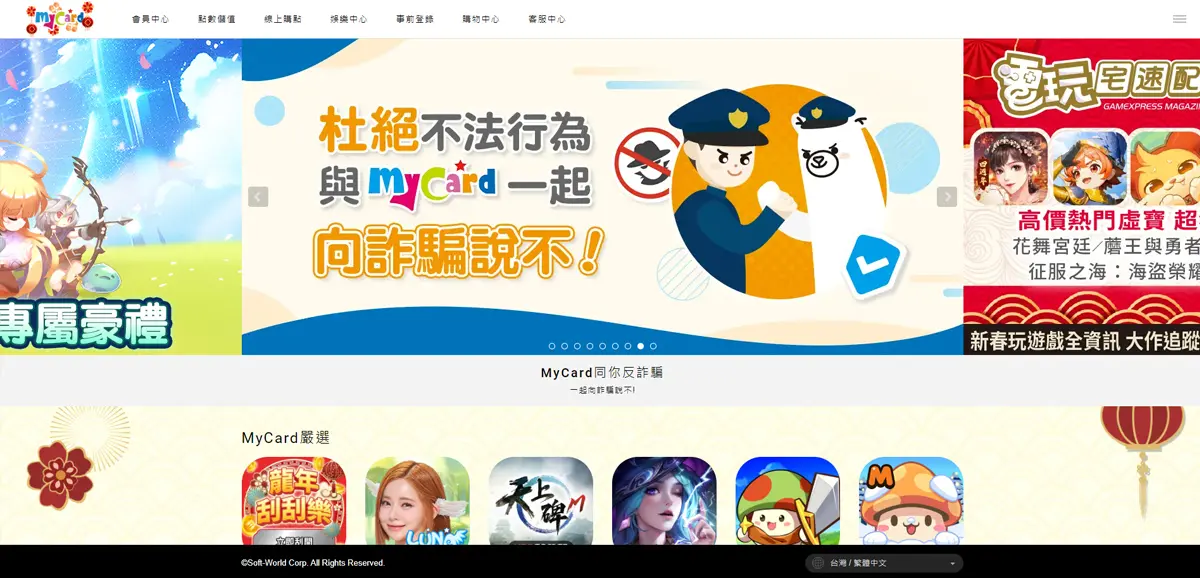 MyCard
會員中心
點數儲值
線上購點
娛樂中心
事前登錄
購物中心
客服中心
專屬豪禮
杜絕不法行為
與 MyCard 一起
向詐騙說不!
電玩宅速配
GAMEXPRESS MAGAZI
四週年
高價熱門虛寶 超
花舞宮廷／蘑王與勇者
征服之海：海盜榮耀
新春玩遊戲全資訊 大作追蹤
MyCard同你反詐騙
一起向詐騙說不!
MyCard嚴選
龍年
刮刮樂
立即刮開
LUNA
天上碑M
M
©Soft-World Corp. All Rights Reserved.
台灣 / 繁體中文